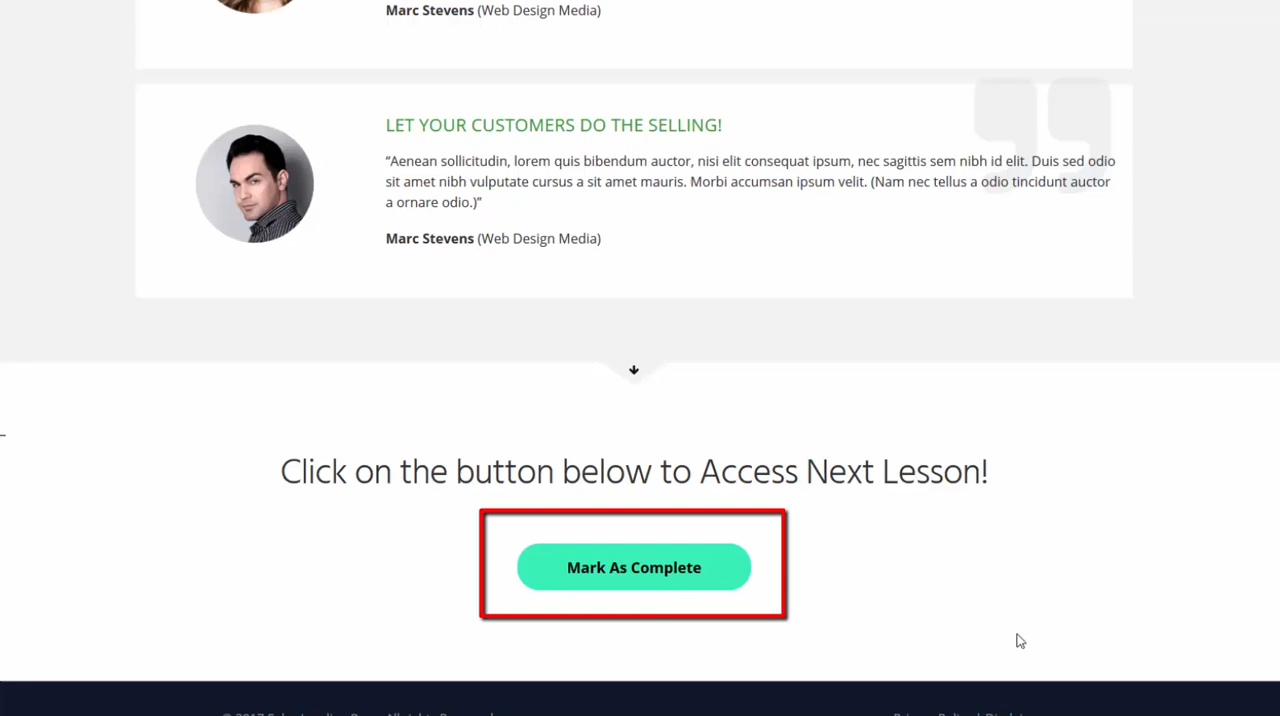 Marc Stevens (Web Design Media)
LET YOUR CUSTOMERS DO THE SELLING!
“Aenean sollicitudin, lorem quis bibendum auctor, nisi elit consequat ipsum, nec sagittis sem nibh id elit. Duis sed odio
sit amet nibh vulputate cursus a sit amet mauris. Morbi accumsan ipsum velit. (Nam nec tellus a odio tincidunt auctor
a ornare odio.)”
Marc Stevens (Web Design Media)
Click on the button below to Access Next Lesson!
Mark As Complete